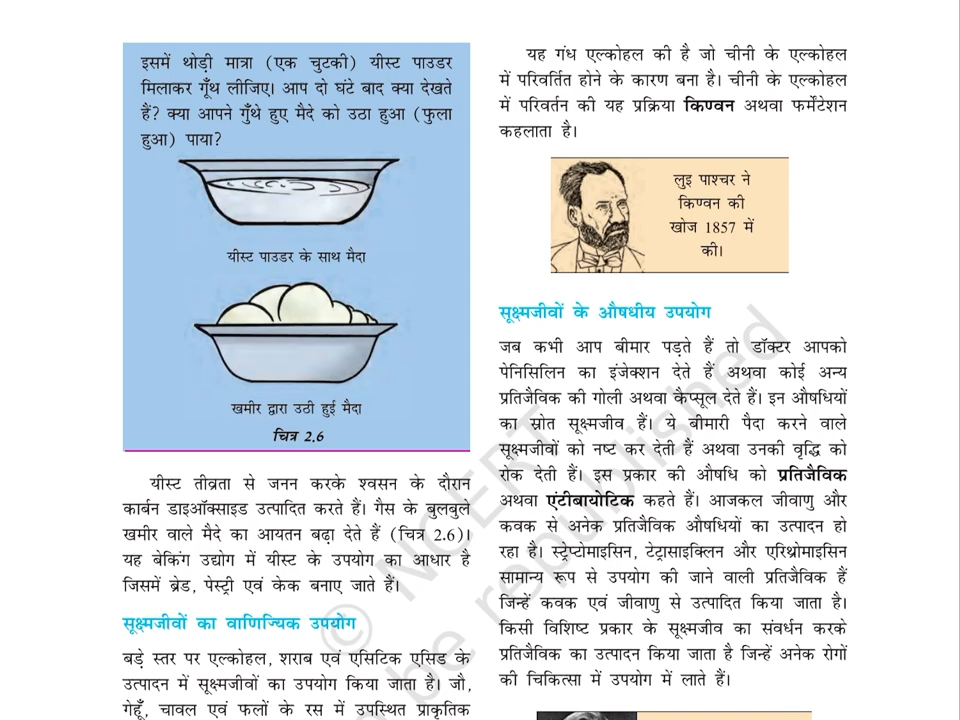 इसमें थोड़ी मात्रा (एक चुटकी) यीस्ट पाउडर
मिलाकर गूँथ लीजिए। आप दो घंटे बाद क्या देखते
हैं? क्या आपने गुँथे हुए मैदे को उठा हुआ (फुला
हुआ) पाया?
यीस्ट पाउडर के साथ मैदा
खमीर द्वारा उठी हुई मैदा
चित्र 2.6
यीस्ट तीव्रता से जनन करके श्वसन के दौरान
कार्बन डाइऑक्साइड उत्पादित करते हैं। गैस के बुलबुले
खमीर वाले मैदे का आयतन बढ़ा देते हैं (चित्र 2.6)।
यह बेकिंग उद्योग में यीस्ट के उपयोग का आधार है
जिसमें ब्रेड, पेस्ट्री एवं केक बनाए जाते हैं।
सूक्ष्मजीवों का वाणिज्यिक उपयोग
बड़े स्तर पर एल्कोहल, शराब एवं एसिटिक एसिड के
उत्पादन में सूक्ष्मजीवों का उपयोग किया जाता है। जौ,
गेहूँ, चावल एवं फलों के रस में उपस्थित प्राकृतिक
यह गंध एल्कोहल की है जो चीनी के एल्कोहल
में परिवर्तित होने के कारण बना है। चीनी के एल्कोहल
में परिवर्तन की यह प्रक्रिया किण्वन अथवा फर्मेंटेशन
कहलाता है।
लुइ पाश्चर ने
किण्वन की
खोज 1857 में
की।
सूक्ष्मजीवों के औषधीय उपयोग
जब कभी आप बीमार पड़ते हैं तो डॉक्टर आपको
पेनिसिलिन का इंजेक्शन देते हैं अथवा कोई अन्य
प्रतिजैविक की गोली अथवा कैप्सूल देते हैं। इन औषधियों
का स्रोत सूक्ष्मजीव हैं। ये बीमारी पैदा करने वाले
सूक्ष्मजीवों को नष्ट कर देती हैं अथवा उनकी वृद्धि को
रोक देती हैं। इस प्रकार की औषधि को प्रतिजैविक
अथवा एंटीबायोटिक कहते हैं। आजकल जीवाणु और
कवक से अनेक प्रतिजैविक औषधियों का उत्पादन हो
रहा है। स्ट्रेप्टोमाइसिन, टेट्रासाइक्लिन और एरिथ्रोमाइसिन
सामान्य रूप से उपयोग की जाने वाली प्रतिजैविक हैं
जिन्हें कवक एवं जीवाणु से उत्पादित किया जाता है।
किसी विशिष्ट प्रकार के सूक्ष्मजीव का संवर्धन करके
प्रतिजैविक का उत्पादन किया जाता है जिन्हें अनेक रोगों
की चिकित्सा में उपयोग में लाते हैं।
© NCERT
o be republished